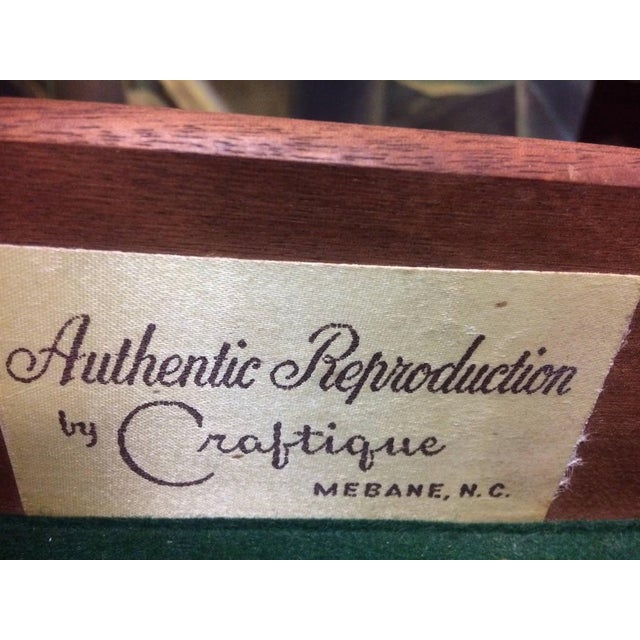 Authentic Reproduction
by Craftique
MEBANE, N.C.